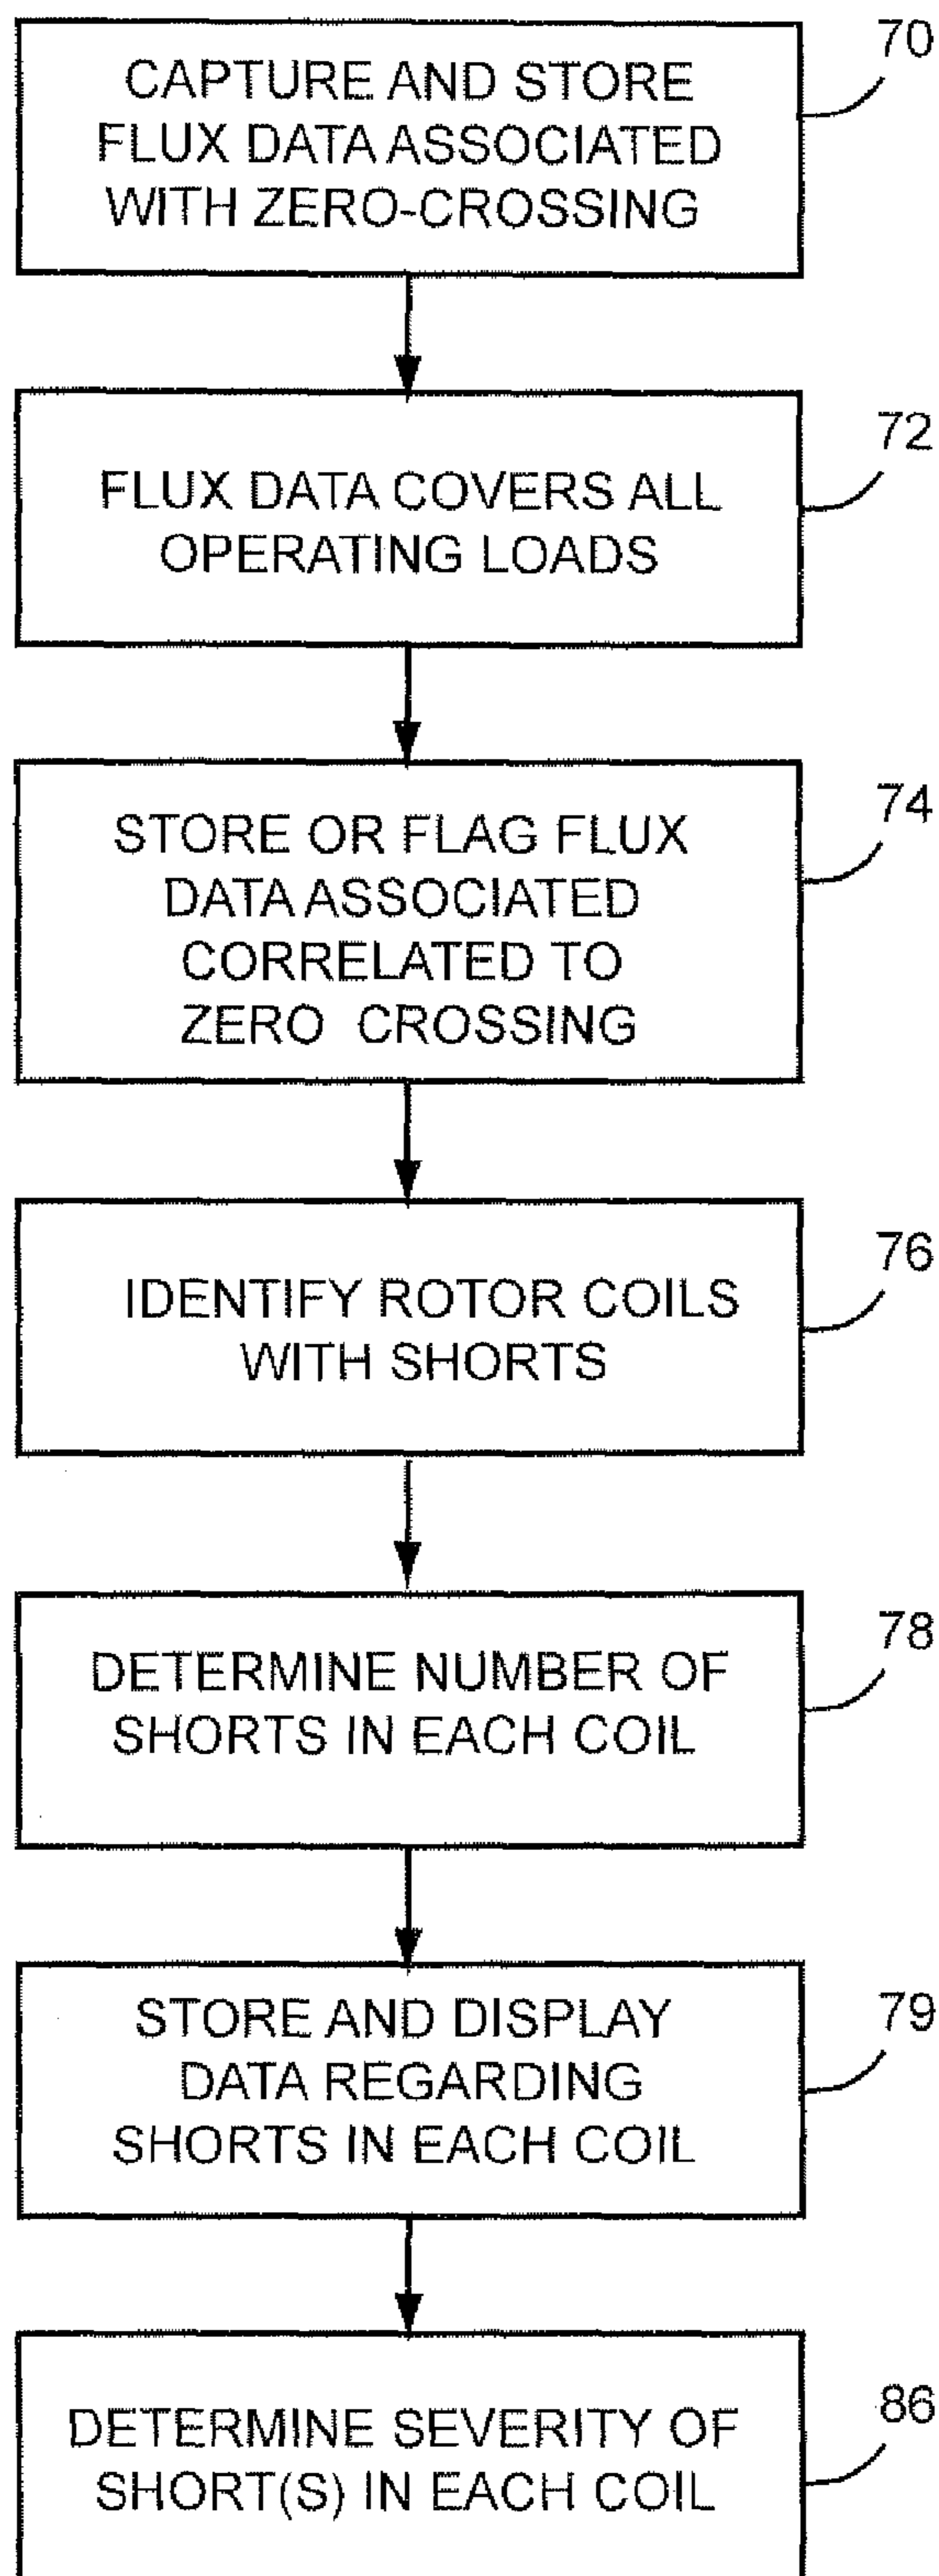 70
CAPTURE AND STORE
FLUX DATA ASSOCIATED
WITH ZERO-CROSSING
72
FLUX DATA COVERS ALL
OPERATING LOADS
74
STORE OR FLAG FLUX
DATA ASSOCIATED
CORRELATED TO
ZERO CROSSING
76
IDENTIFY ROTOR COILS
WITH SHORTS
78
DETERMINE NUMBER OF
SHORTS IN EACH COIL
79
STORE AND DISPLAY
DATA REGARDING
SHORTS IN EACH COIL
86
DETERMINE SEVERITY OF
SHORT(S) IN EACH COIL